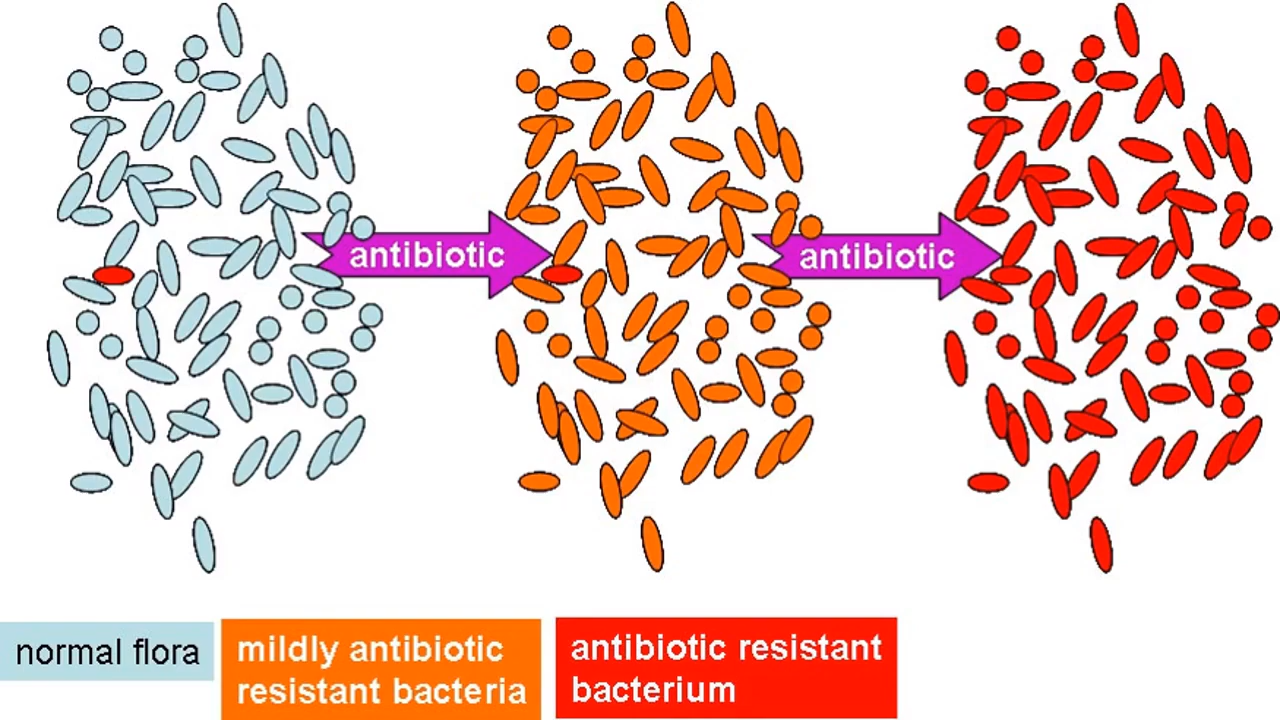 antibiotic
antibiotic
normal flora
mildly antibiotic
resistant bacteria
antibiotic resistant
bacterium